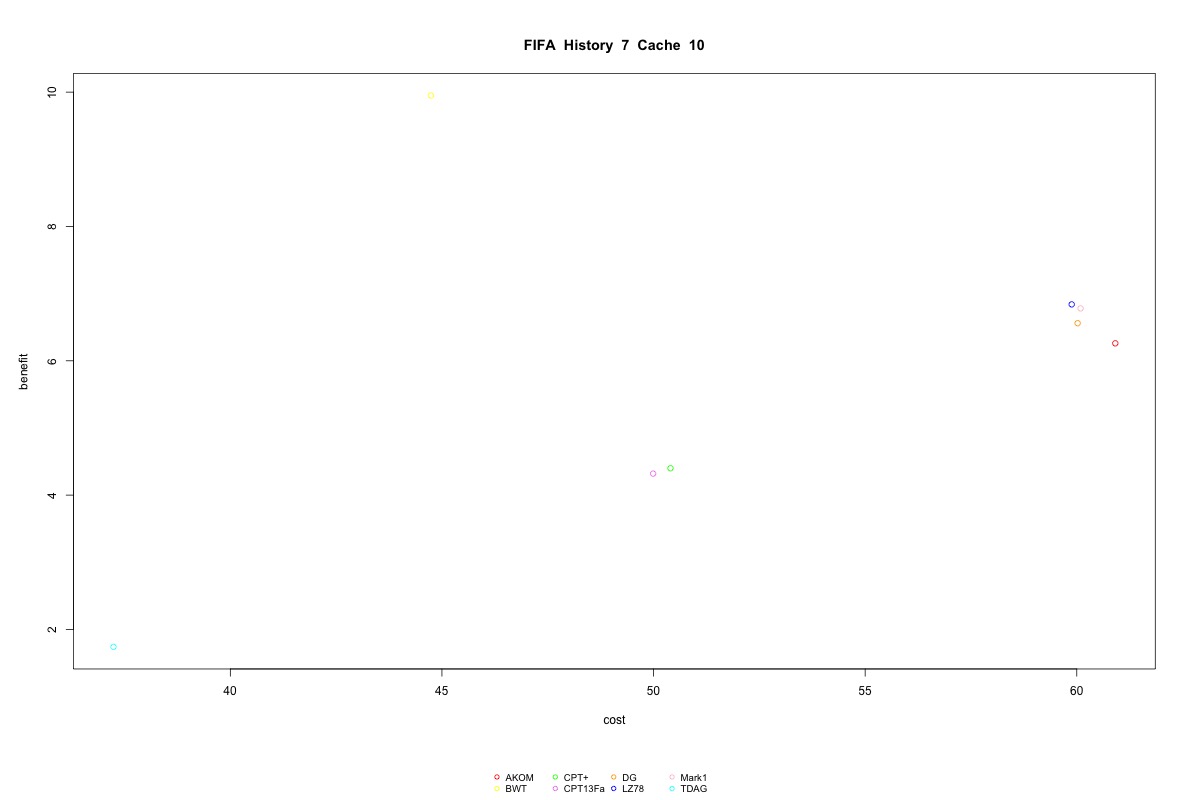 FIFA History 7 Cache 10
10
8
6
4
2
benefit
40 45 50 55 60
cost
AKOM CPT+ DG Mark1
BWT CPT13Fa LZ78 TDAG